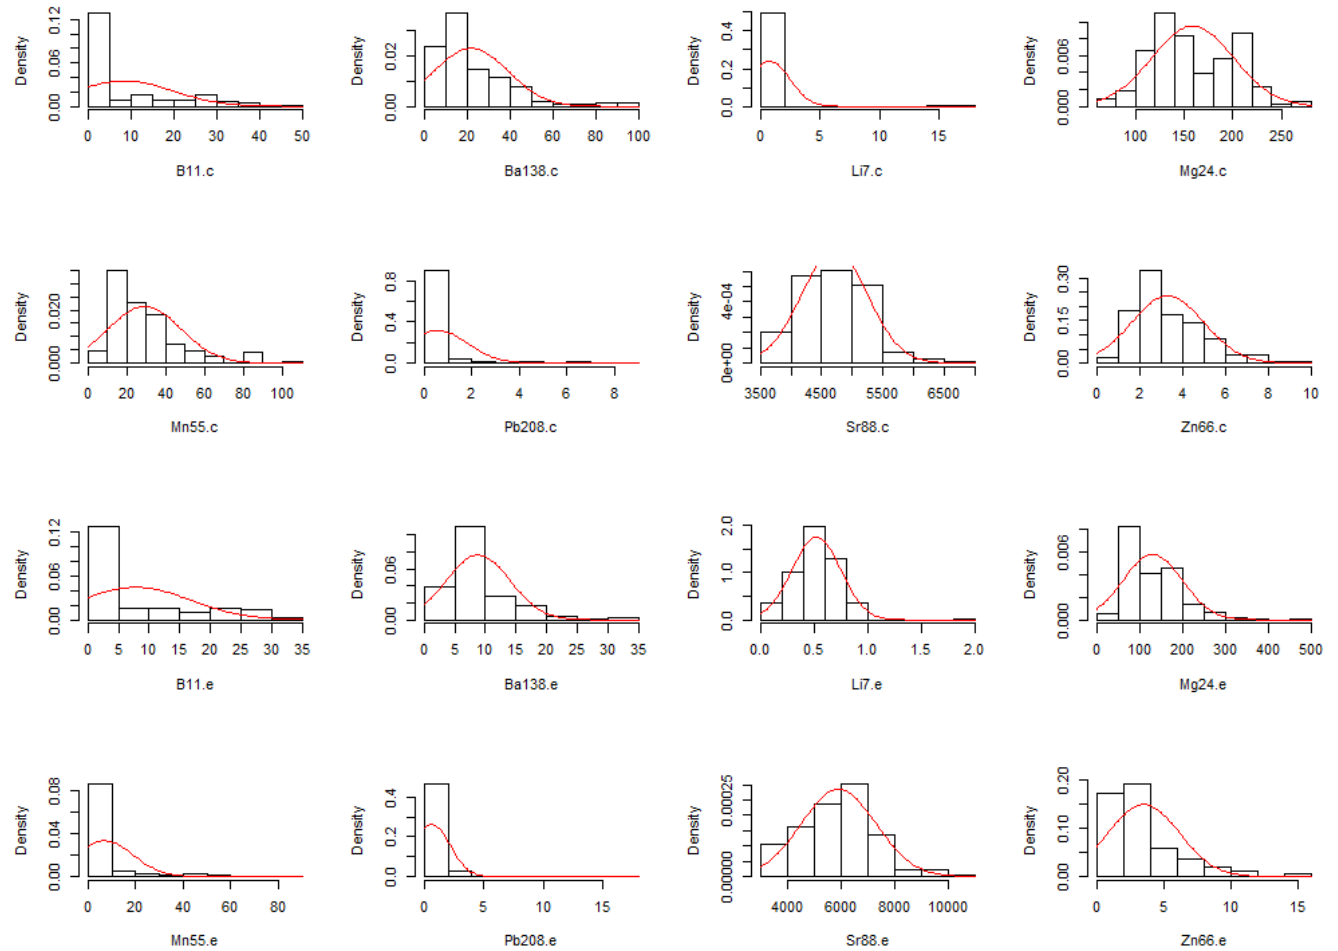 Density
0.00 0.06 0.12
0 10 20 30 40 50
B11.c
Density
0.00 0.02
0 20 40 60 80 100
Ba138.c
Density
0.0 0.2 0.4
0 5 10 15
Li7.c
Density
0.000 0.006
100 150 200 250
Mg24.c
Density
0.000 0.020
0 20 40 60 80 100
Mn55.c
Density
0.0 0.4 0.8
0 2 4 6 8
Pb208.c
Density
0e+00 4e-04
3500 4500 5500 6500
Sr88.c
Density
0.00 0.15 0.30
0 2 4 6 8 10
Zn66.c
Density
0.00 0.06 0.12
0 5 10 15 20 25 30 35
B11.e
Density
0.00 0.06
0 5 10 15 20 25 30 35
Ba138.e
Density
0.0 1.0 2.0
0.0 0.5 1.0 1.5 2.0
Li7.e
Density
0.000 0.006
0 100 200 300 400 500
Mg24.e
Density
0.00 0.04 0.08
0 20 40 60 80
Mn55.e
Density
0.0 0.2 0.4
0 5 10 15
Pb208.e
Density
0.00000 0.00025
4000 6000 8000 10000
Sr88.e
Density
0.00 0.10 0.20
0 5 10 15
Zn66.e